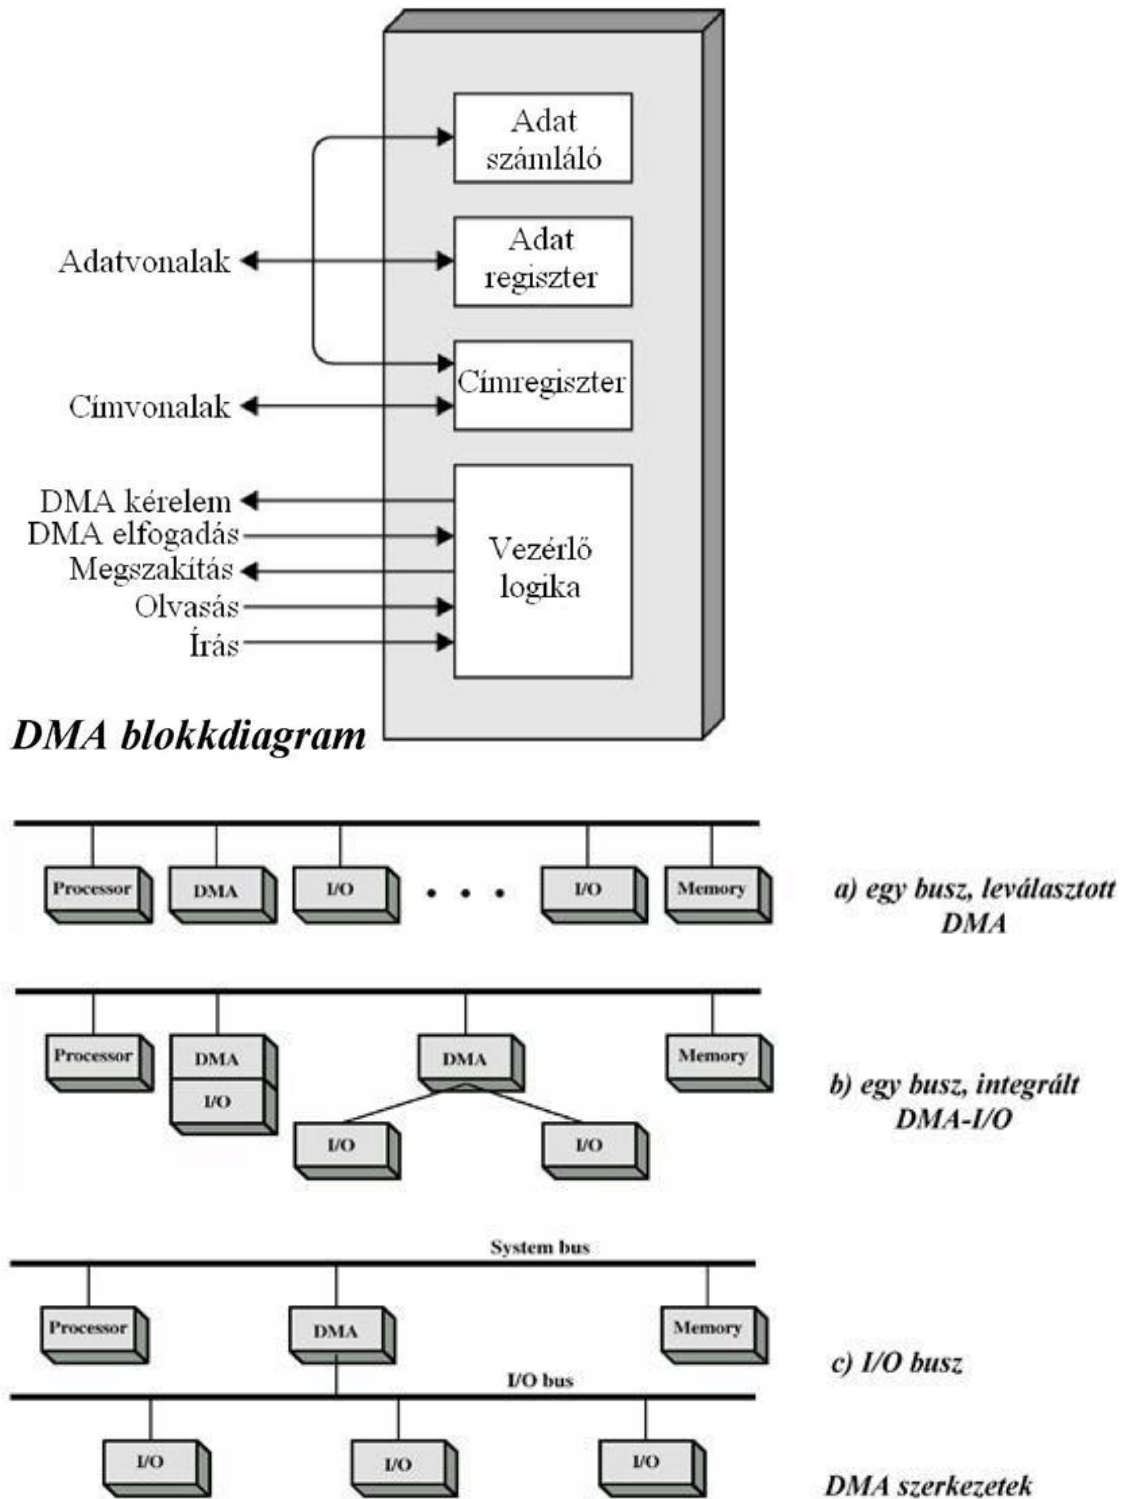 Adat
számláló
Adat
regiszter
Adatvonalak
Címregiszter
Címvonalak
DMA kérelem
DMA elfogadás
Megszakítás
Olvasás
Írás
Vezérlő
logika
DMA blokkdiagram
Processor
DMA
I/O
I/O
Memory
a) egy busz, leválasztott
DMA
Processor
DMA
I/O
DMA
Memory
I/O
I/O
b) egy busz, integrált
DMA-I/O
System bus
Processor
DMA
Memory
c) I/O busz
I/O bus
I/O
I/O
I/O
DMA szerkezetek